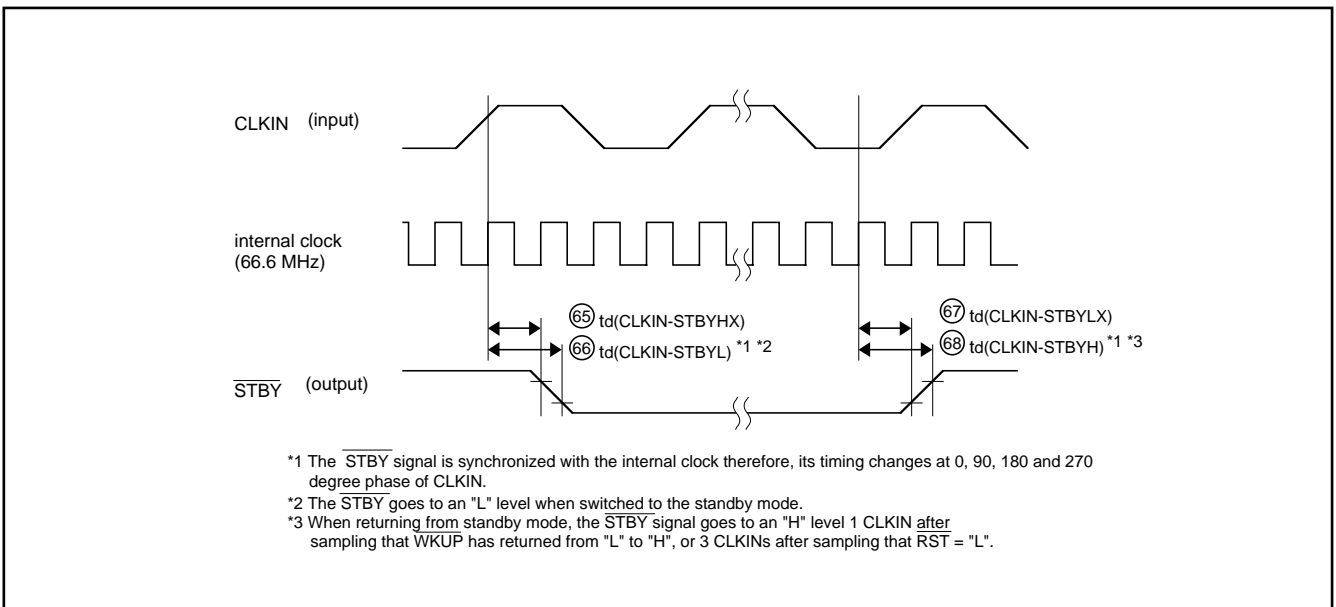 CLKIN (input)
internal clock
(66.6 MHz)
65 td(CLKIN-STBYHX)
66 td(CLKIN-STBYL) *1 *2
67 td(CLKIN-STBYLX)
68 td(CLKIN-STBYH) *1 *3
STBY (output)
*1 The STBY signal is synchronized with the internal clock therefore, its timing changes at 0, 90, 180 and 270
degree phase of CLKIN.
*2 The STBY goes to an "L" level when switched to the standby mode.
*3 When returning from standby mode, the STBY signal goes to an "H" level 1 CLKIN after
sampling that WKUP has returned from "L" to "H", or 3 CLKINs after sampling that RST = "L".